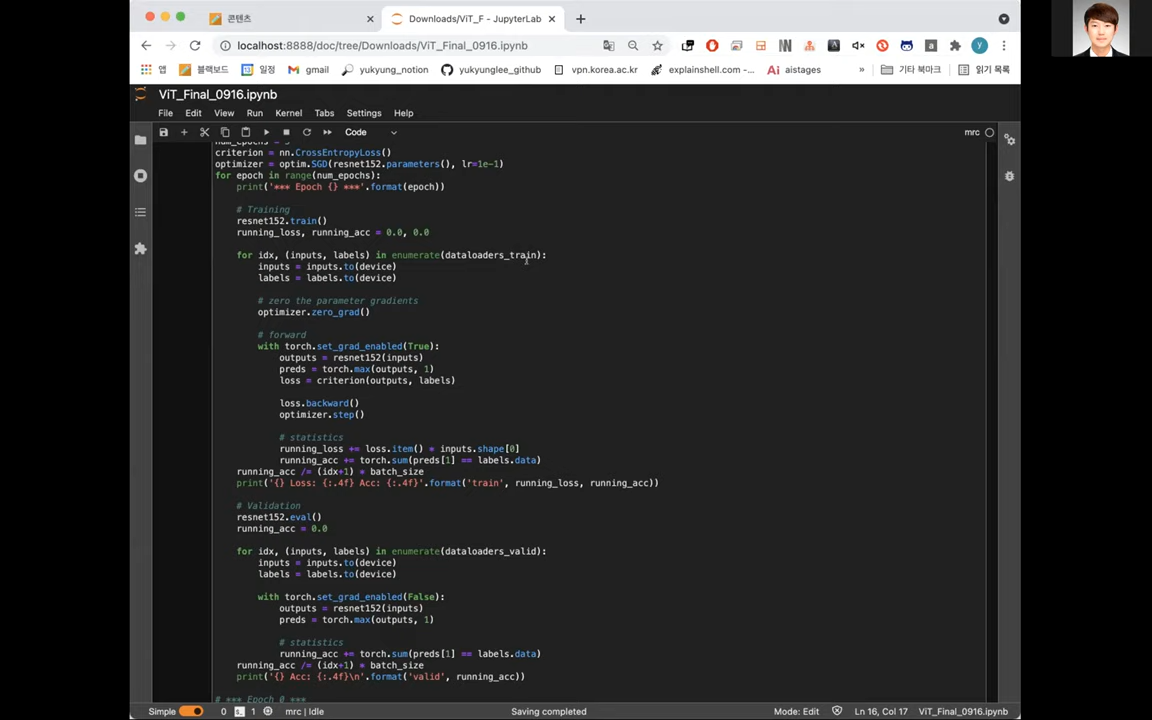 콘텐츠
Downloads/ViT_F - JupyterLab
localhost:8888/doc/tree/Downloads/ViT_Final_0916.ipynb
앱 블랙보드 일정 gmail yukyung_notion yukyunglee_github vpn.korea.ac.kr explainshell.com -... aistages » 기타 북마크 읽기 목록
ViT_Final_0916.ipynb
File Edit View Run Kernel Tabs Settings Help
Code mrc
criterion = nn.CrossEntropyLoss()
optimizer = optim.SGD(resnet152.parameters(), lr=1e-1)
for epoch in range(num_epochs):
print('*** Epoch {} ***'.format(epoch))
# Training
resnet152.train()
running_loss, running_acc = 0.0, 0.0
for idx, (inputs, labels) in enumerate(dataloaders_train):
inputs = inputs.to(device)
labels = labels.to(device)
# zero the parameter gradients
optimizer.zero_grad()
# forward
with torch.set_grad_enabled(True):
outputs = resnet152(inputs)
preds = torch.max(outputs, 1)
loss = criterion(outputs, labels)
loss.backward()
optimizer.step()
# statistics
running_loss += loss.item() * inputs.shape[0]
running_acc += torch.sum(preds[1] == labels.data)
running_acc /= (idx+1) * batch_size
print('{} Loss: {:.4f} Acc: {:.4f}'.format('train', running_loss, running_acc))
# Validation
resnet152.eval()
running_acc = 0.0
for idx, (inputs, labels) in enumerate(dataloaders_valid):
inputs = inputs.to(device)
labels = labels.to(device)
with torch.set_grad_enabled(False):
outputs = resnet152(inputs)
preds = torch.max(outputs, 1)
# statistics
running_acc += torch.sum(preds[1] == labels.data)
running_acc /= (idx+1) * batch_size
print('{} Acc: {:.4f}\n'.format('valid', running_acc))
# *** Epoch 0 ***
Simple 0 1 mrc | Idle Saving completed Mode: Edit Ln 16, Col 17 ViT_Final_0916.ipynb